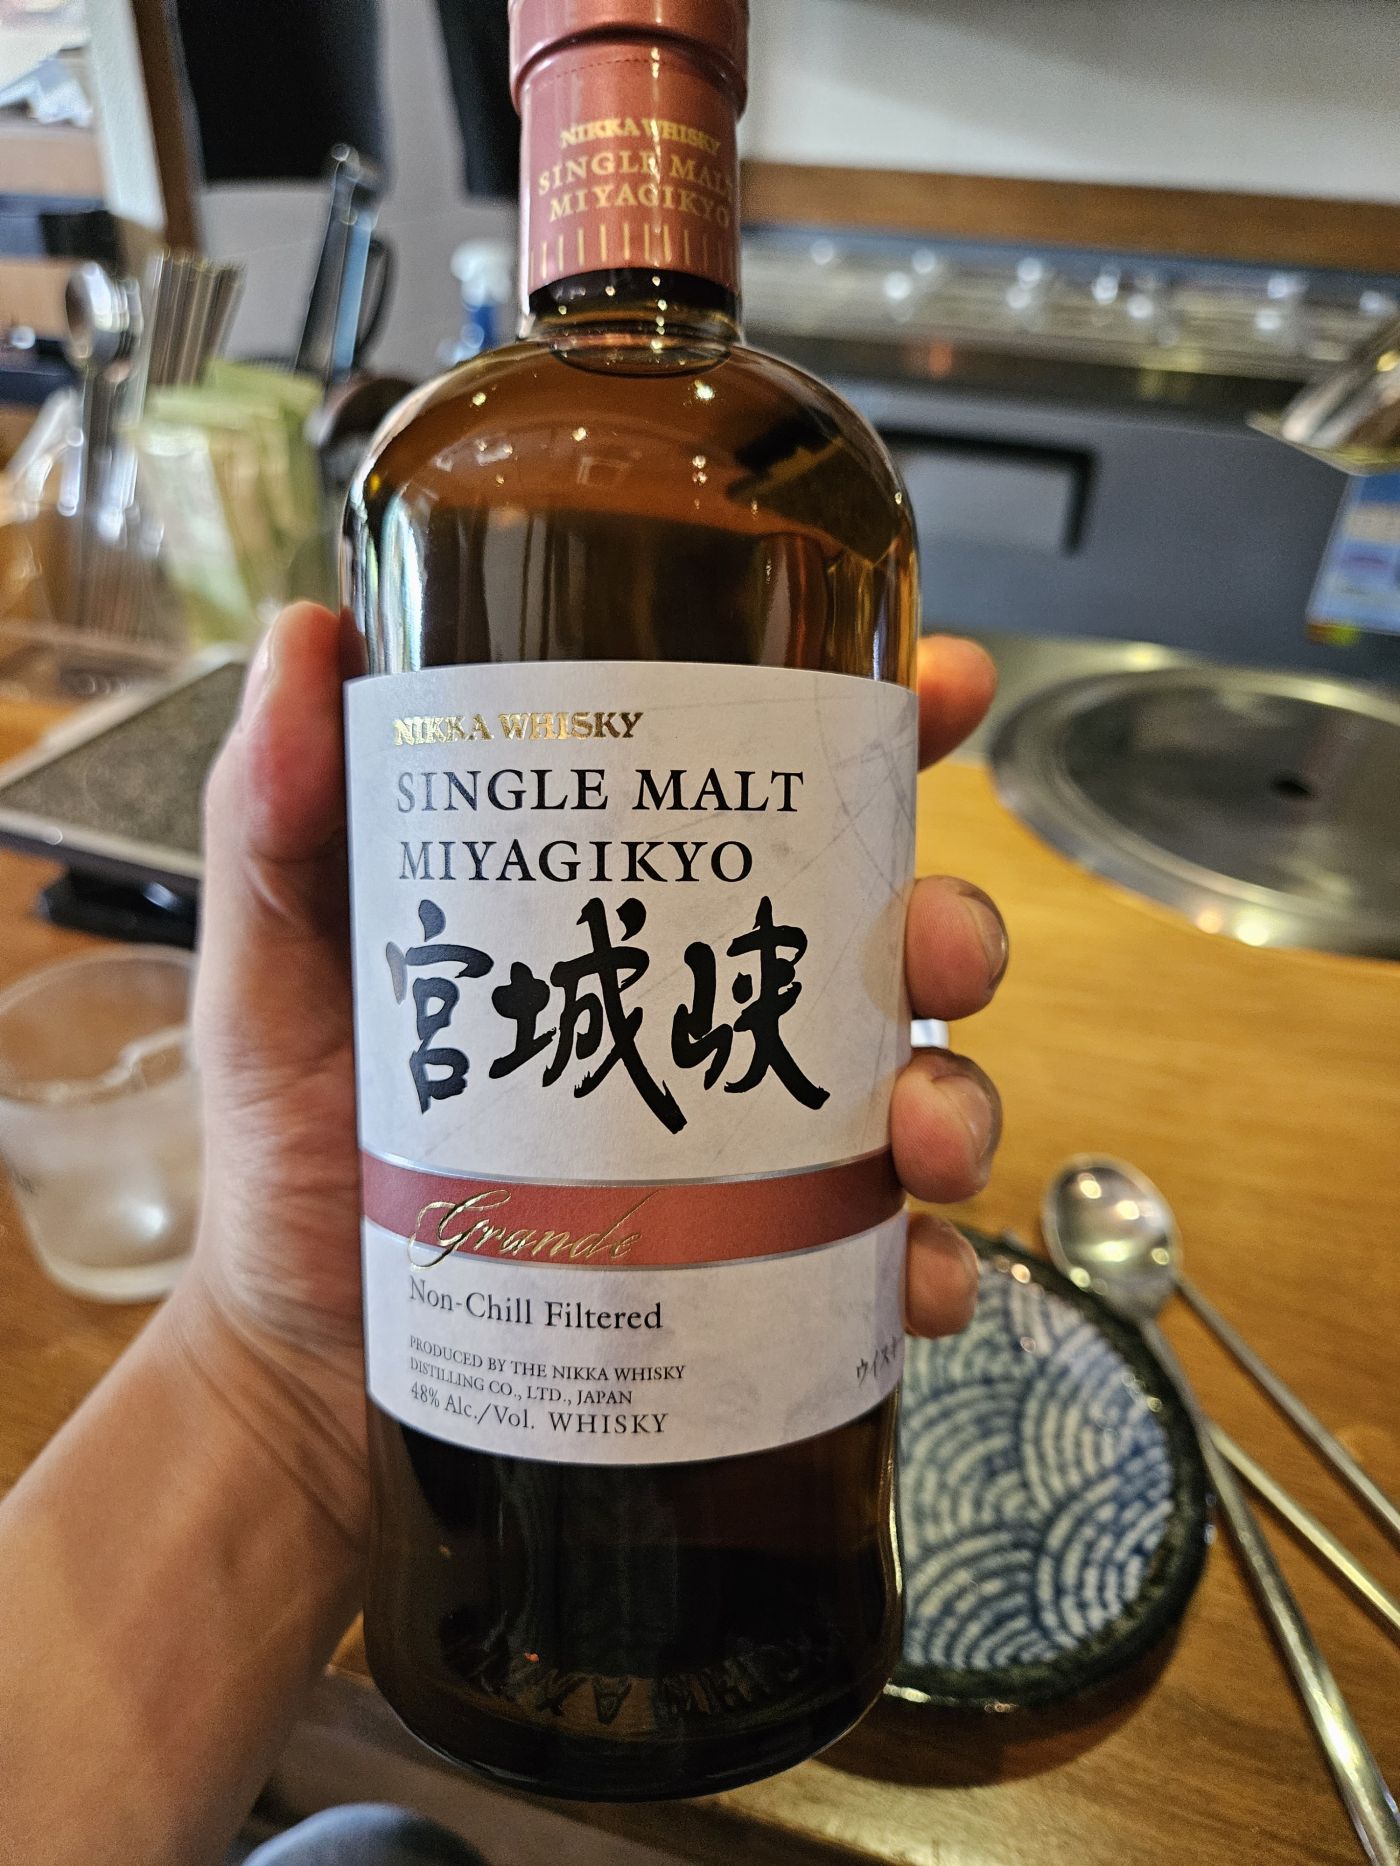 NIKKA WHISKY
SINGLE MALT
MIYAGIKYO
NIKKA WHISKY
SINGLE MALT
MIYAGIKYO
宮城峡
Grande
Non-Chill Filtered
PRODUCED BY THE NIKKA WHISKY
DISTILLING CO., LTD., JAPAN
48% Alc./Vol. WHISKY